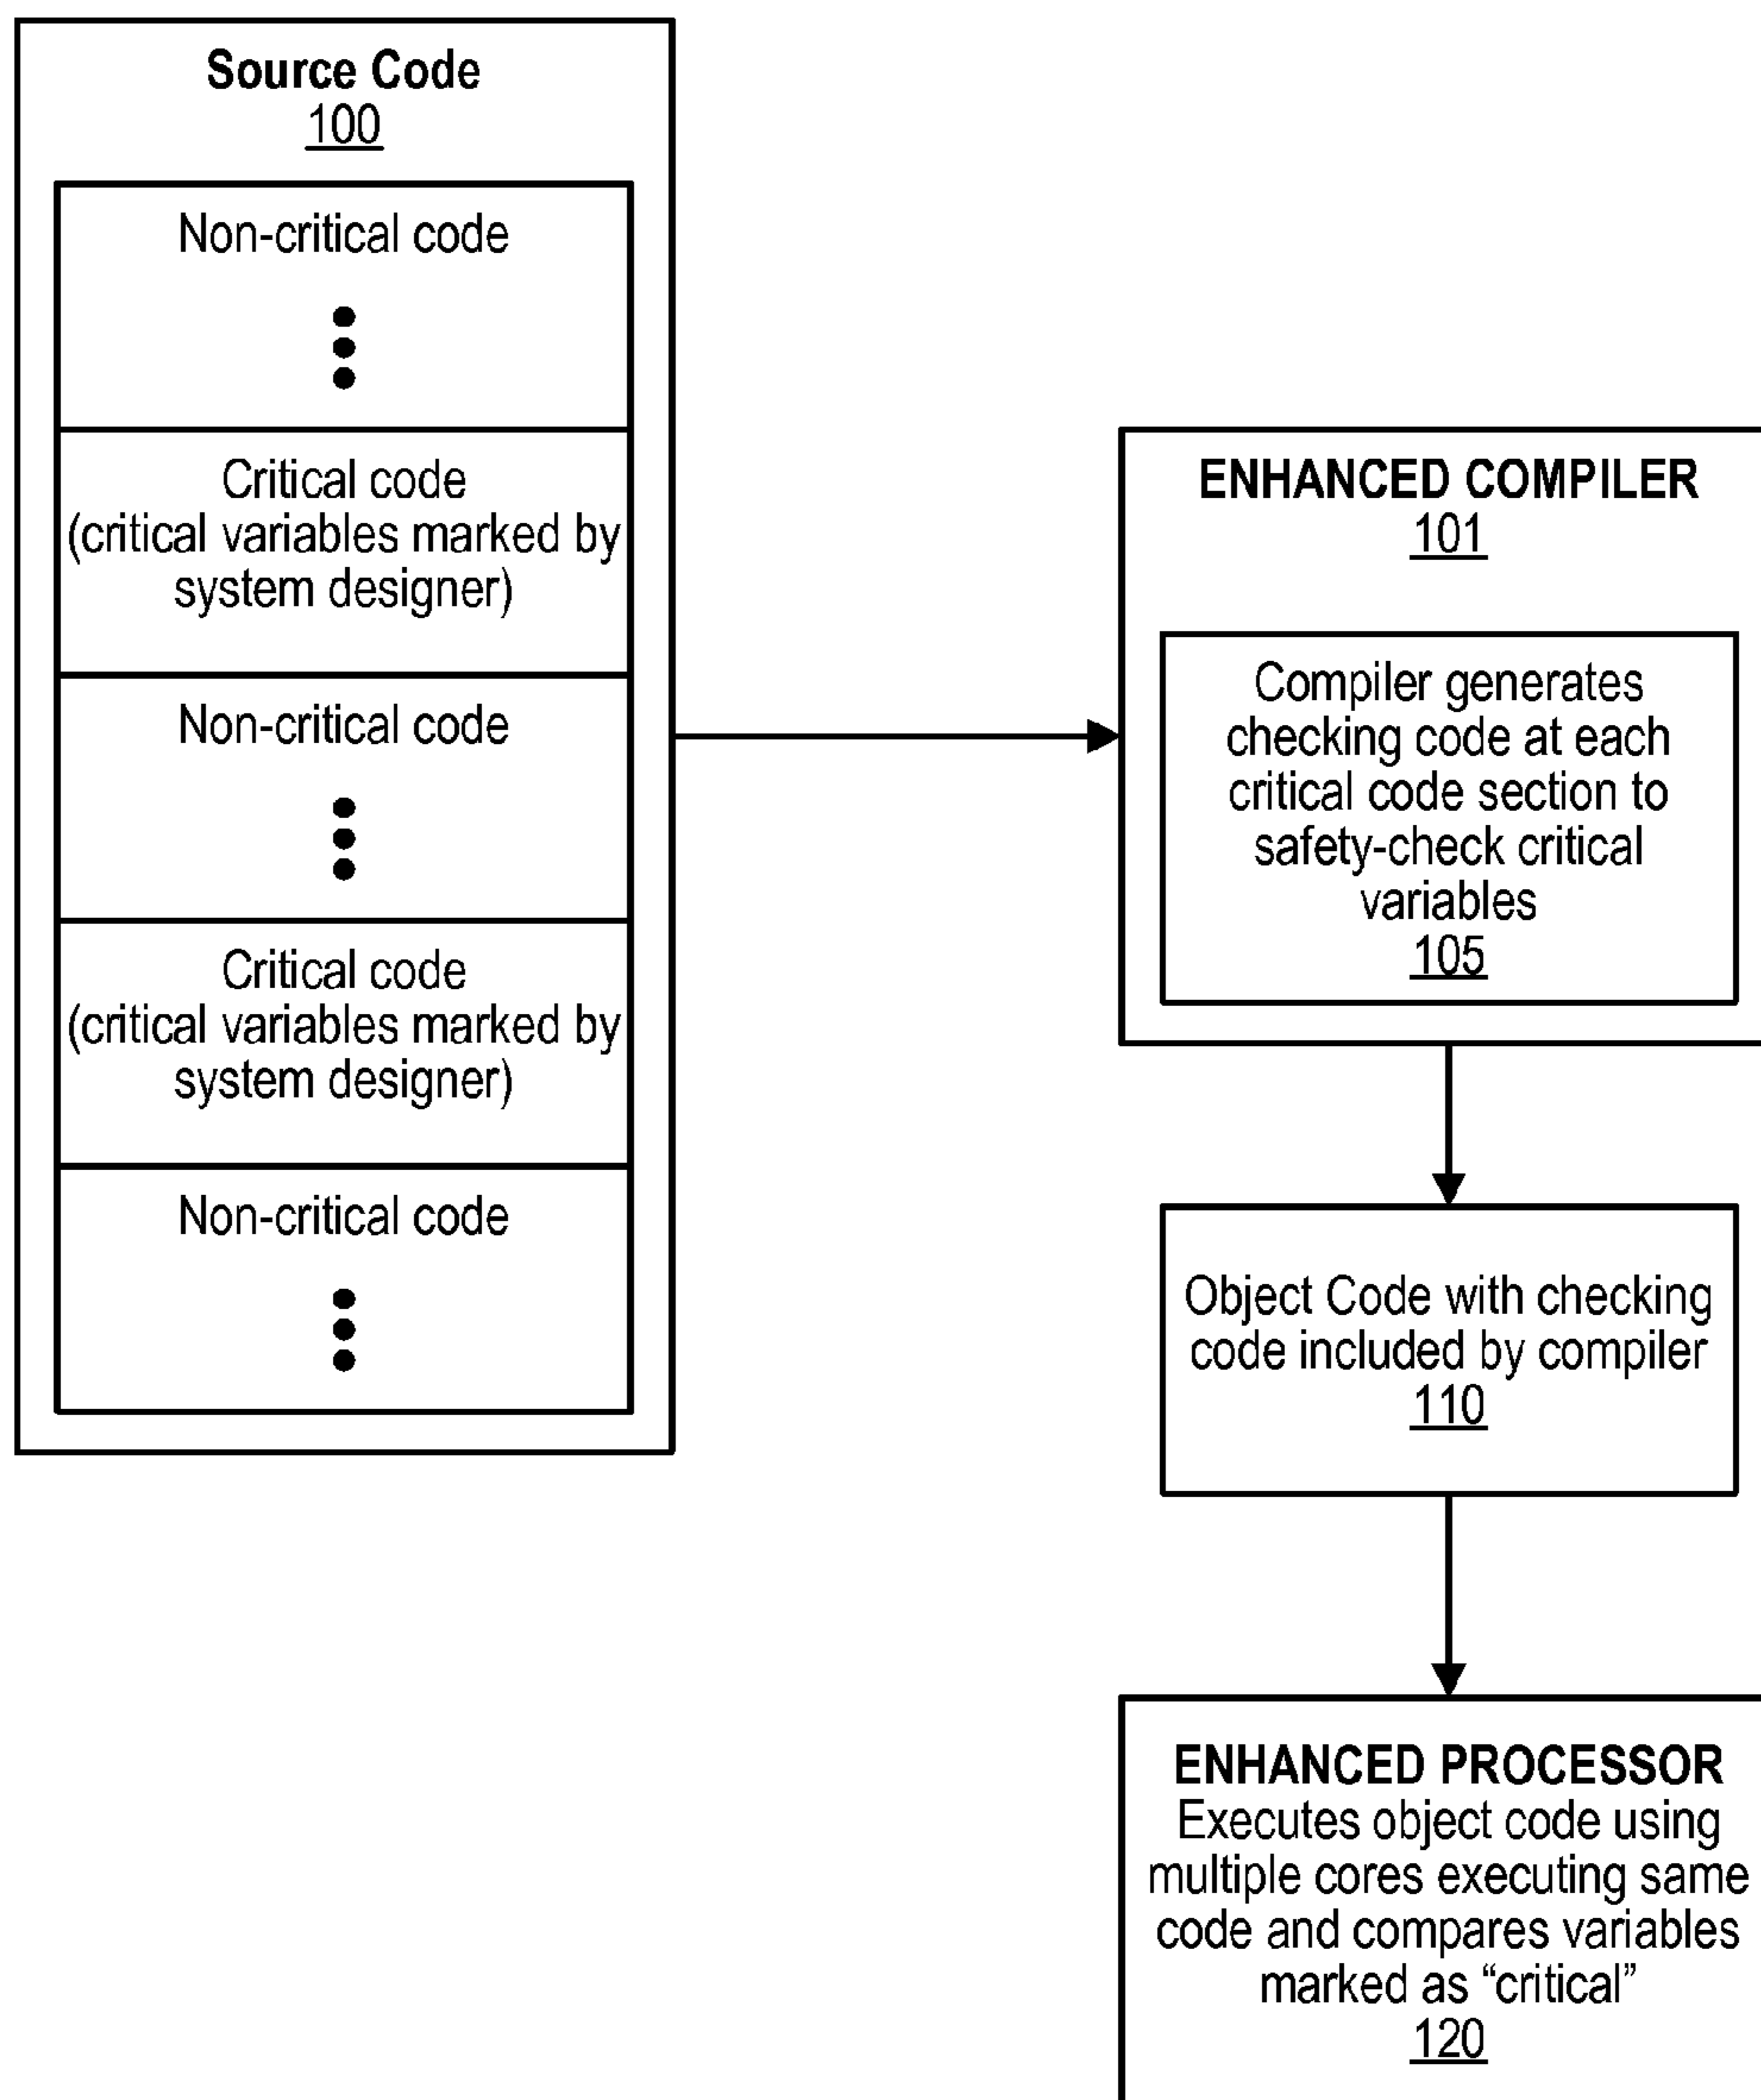 Source Code
100
Non-critical code
Critical code
(critical variables marked by
system designer)
Non-critical code
Critical code
(critical variables marked by
system designer)
Non-critical code
ENHANCED COMPILER
101
Compiler generates
checking code at each
critical code section to
safety-check critical
variables
105
Object Code with checking
code included by compiler
110
ENHANCED PROCESSOR
Executes object code using
multiple cores executing same
code and compares variables
marked as “critical”
120